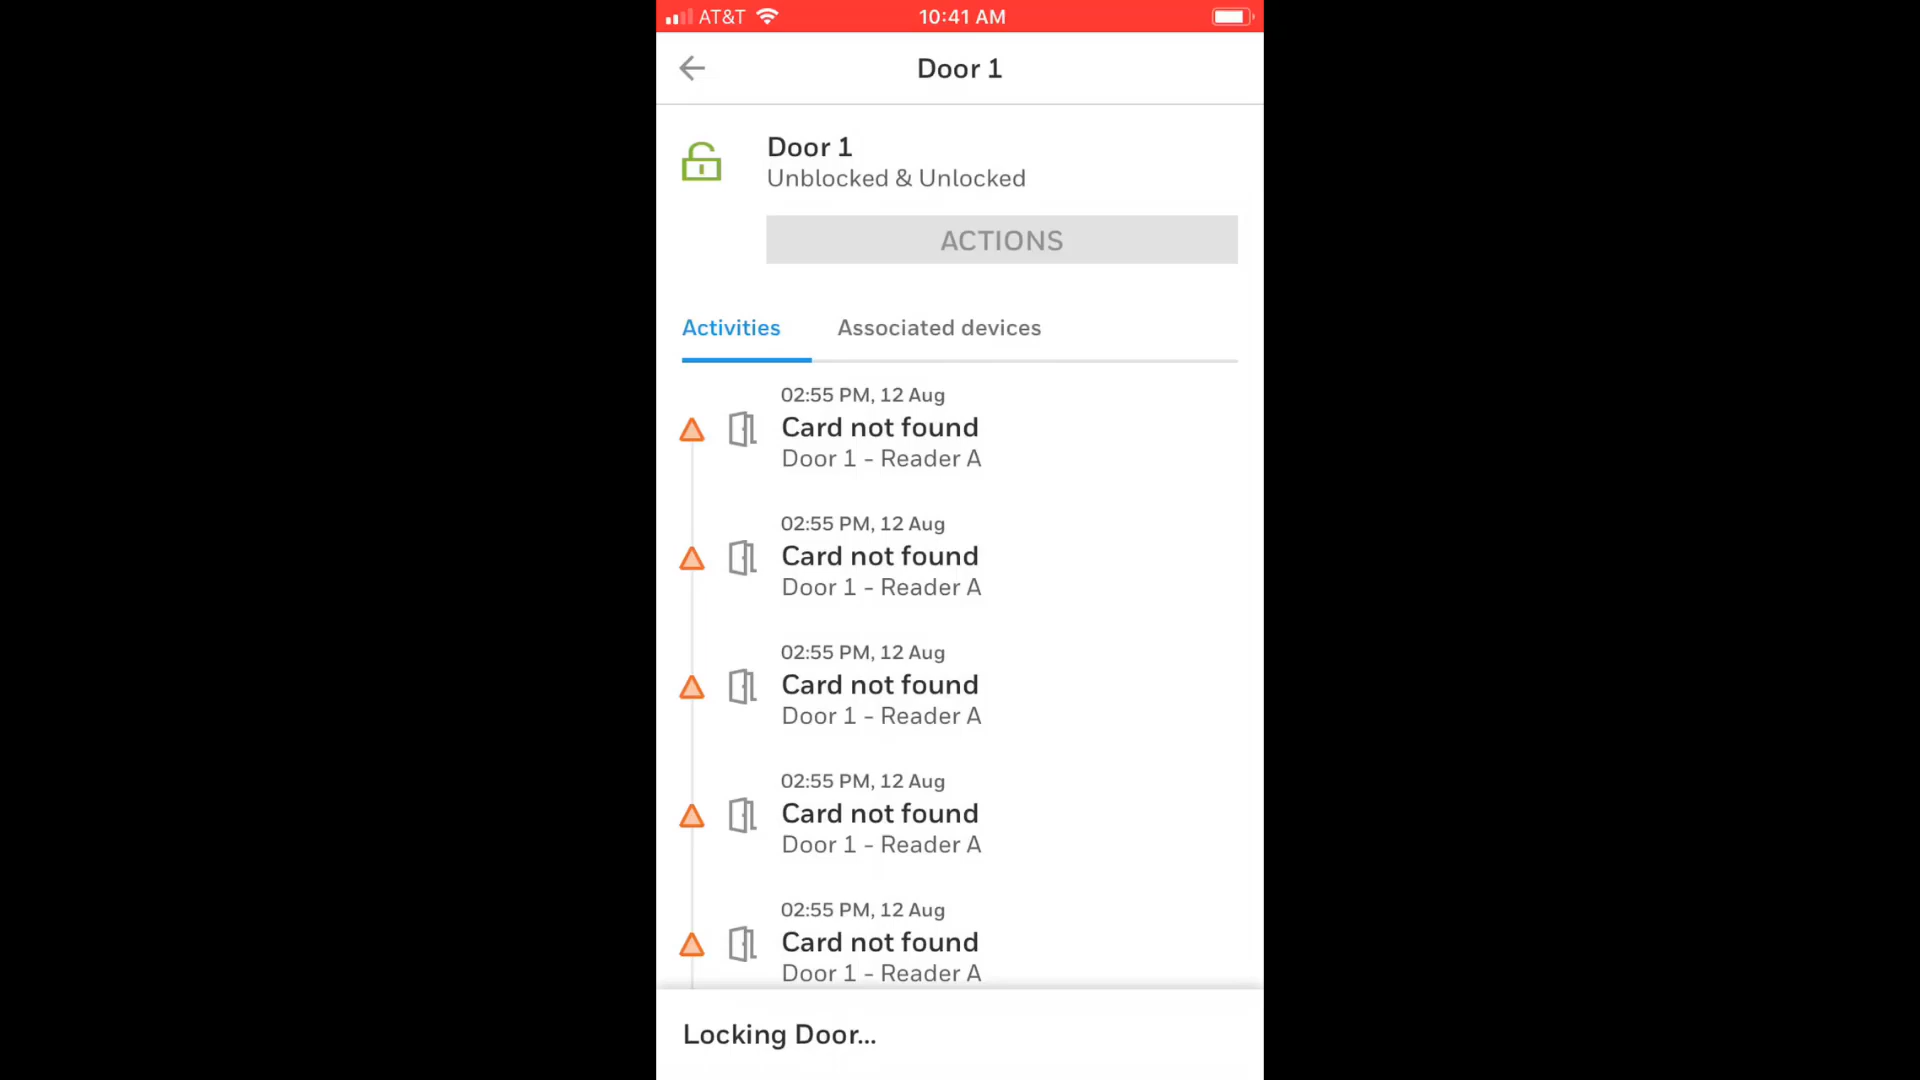 AT&T 10:41 AM
Door 1
Door 1
Unblocked & Unlocked
ACTIONS
Activities Associated devices
02:55 PM, 12 Aug
Card not found
Door 1 - Reader A
02:55 PM, 12 Aug
Card not found
Door 1 - Reader A
02:55 PM, 12 Aug
Card not found
Door 1 - Reader A
02:55 PM, 12 Aug
Card not found
Door 1 - Reader A
02:55 PM, 12 Aug
Card not found
Door 1 - Reader A
Locking Door...